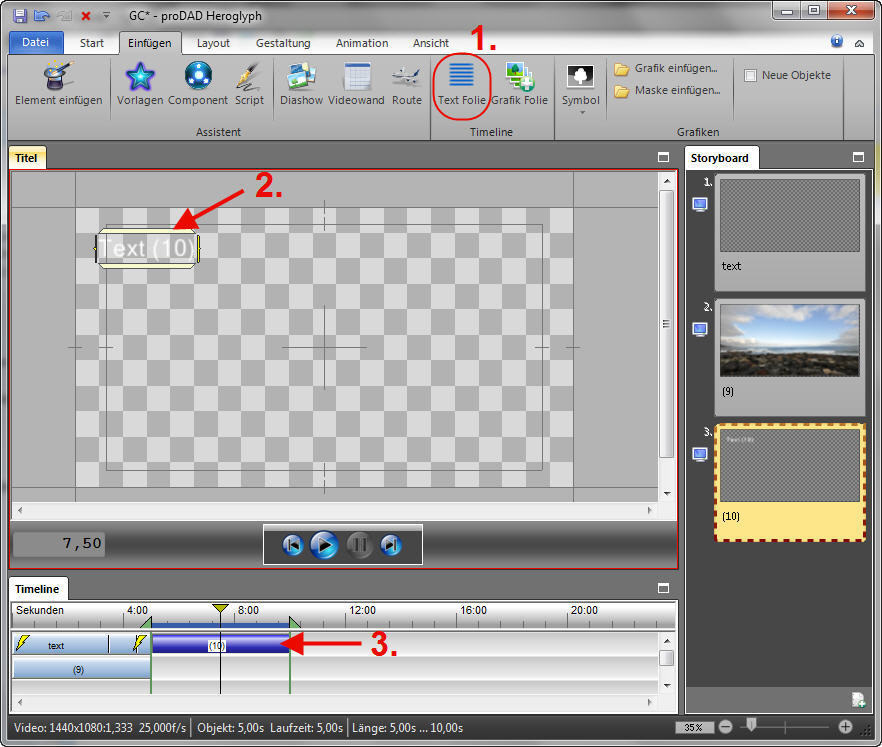 GC* - proDAD Heroglyph
Datei Start Einfügen Layout Gestaltung Animation Ansicht
1.
Element einfügen Vorlagen Component Script Diashow Videowand Route Text Folie Grafik Folie Symbol
Grafik einfügen...
Maske einfügen...
Neue Objekte
Assistent Timeline Grafiken
Titel
2.
Text (10)
7,50
Storyboard
1.
text
2.
(9)
3.
Text (10)
(10)
Timeline
Sekunden 4:00 8:00 12:00 16:00 20:00
text (10)
3.
(9)
Video: 1440x1080:1,333 25,000f/s Objekt: 5,00s Laufzeit: 5,00s Länge: 5,00s ... 10,00s 35%